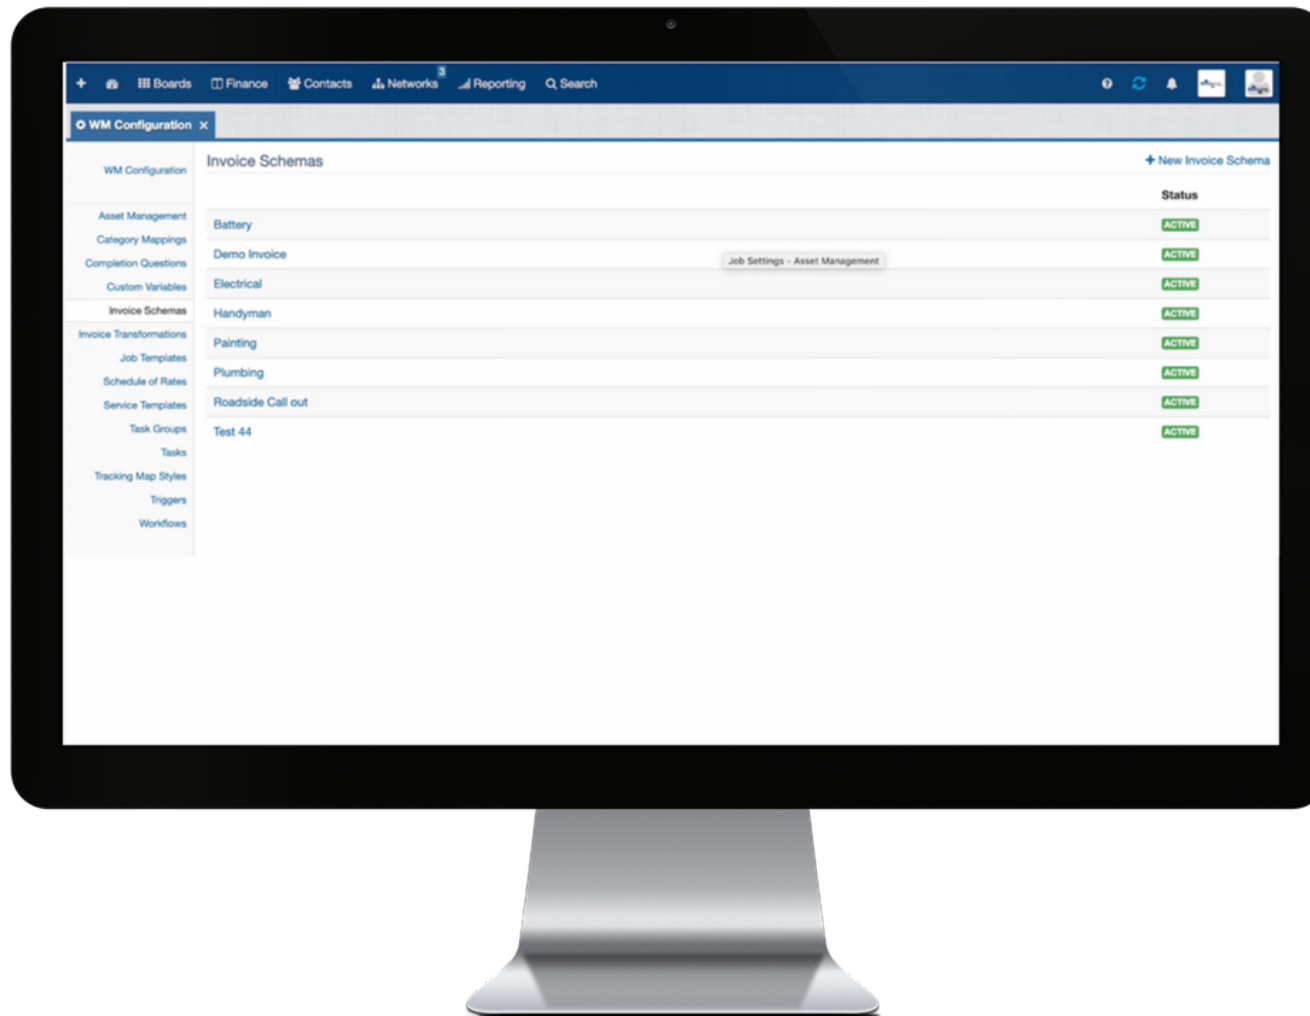 Boards Finance Contacts Networks 3 Reporting Search
WM Configuration
WM Configuration
Invoice Schemas
New Invoice Schema
Status
Asset Management
Category Mappings
Completion Questions
Custom Variables
Invoice Schemas
Invoice Transformations
Job Templates
Schedule of Rates
Service Templates
Task Groups
Tasks
Tracking Map Styles
Triggers
Workflows
Battery ACTIVE
Demo Invoice ACTIVE
Job Settings - Asset Management
Electrical ACTIVE
Handyman ACTIVE
Painting ACTIVE
Plumbing ACTIVE
Roadside Call out ACTIVE
Test 44 ACTIVE